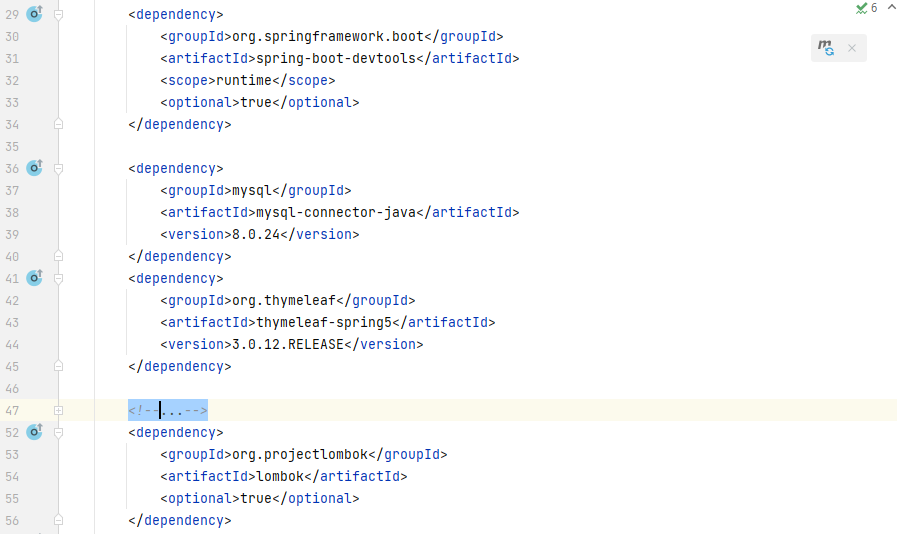 6
29 <dependency>
30 <groupId>org.springframework.boot</groupId>
31 <artifactId>spring-boot-devtools</artifactId>
32 <scope>runtime</scope>
33 <optional>true</optional>
34 </dependency>
35
36 <dependency>
37 <groupId>mysql</groupId>
38 <artifactId>mysql-connector-java</artifactId>
39 <version>8.0.24</version>
40 </dependency>
41 <dependency>
42 <groupId>org.thymeleaf</groupId>
43 <artifactId>thymeleaf-spring5</artifactId>
44 <version>3.0.12.RELEASE</version>
45 </dependency>
46
47 <!--...-->
52 <dependency>
53 <groupId>org.projectlombok</groupId>
54 <artifactId>lombok</artifactId>
55 <optional>true</optional>
56 </dependency>